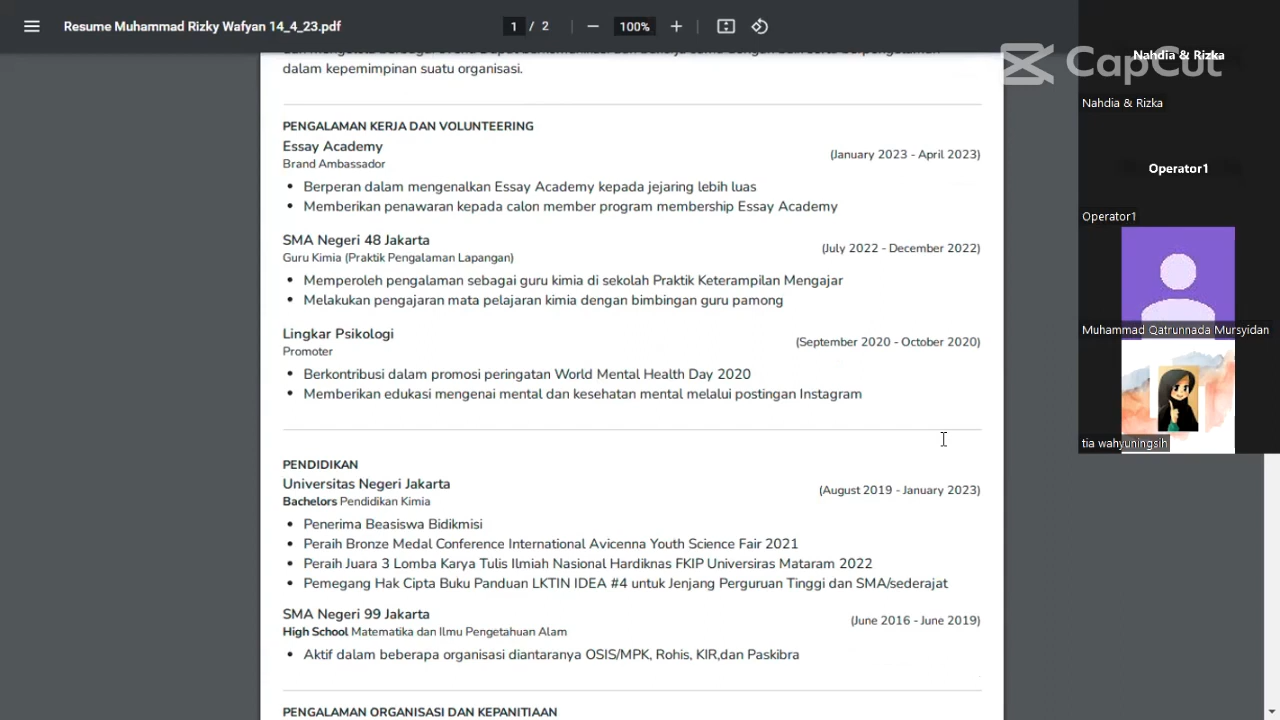 Resume Muhammad Rizky Wafyan 14_4_23.pdf
1 / 2
100%
CapCut
Nahdia & Rizka
Nahdia & Rizka
Operator1
Operator1
Muhammad Qatrunnada Mursyidan
tia wahyuningsih
dalam kepemimpinan suatu organisasi.
PENGALAMAN KERJA DAN VOLUNTEERING
Essay Academy
(January 2023 - April 2023)
Brand Ambassador
• Berperan dalam mengenalkan Essay Academy kepada jejaring lebih luas
• Memberikan penawaran kepada calon member program membership Essay Academy
SMA Negeri 48 Jakarta
(July 2022 - December 2022)
Guru Kimia (Praktik Pengalaman Lapangan)
• Memperoleh pengalaman sebagai guru kimia di sekolah Praktik Keterampilan Mengajar
• Melakukan pengajaran mata pelajaran kimia dengan bimbingan guru pamong
Lingkar Psikologi
(September 2020 - October 2020)
Promoter
• Berkontribusi dalam promosi peringatan World Mental Health Day 2020
• Memberikan edukasi mengenai mental dan kesehatan mental melalui postingan Instagram
PENDIDIKAN
Universitas Negeri Jakarta
(August 2019 - January 2023)
Bachelors Pendidikan Kimia
• Penerima Beasiswa Bidikmisi
• Peraih Bronze Medal Conference International Avicenna Youth Science Fair 2021
• Peraih Juara 3 Lomba Karya Tulis Ilmiah Nasional Hardiknas FKIP Universiras Mataram 2022
• Pemegang Hak Cipta Buku Panduan LKTIN IDEA #4 untuk Jenjang Perguruan Tinggi dan SMA/sederajat
SMA Negeri 99 Jakarta
(June 2016 - June 2019)
High School Matematika dan Ilmu Pengetahuan Alam
• Aktif dalam beberapa organisasi diantaranya OSIS/MPK, Rohis, KIR,dan Paskibra
PENGALAMAN ORGANISASI DAN KEPANITIAAN